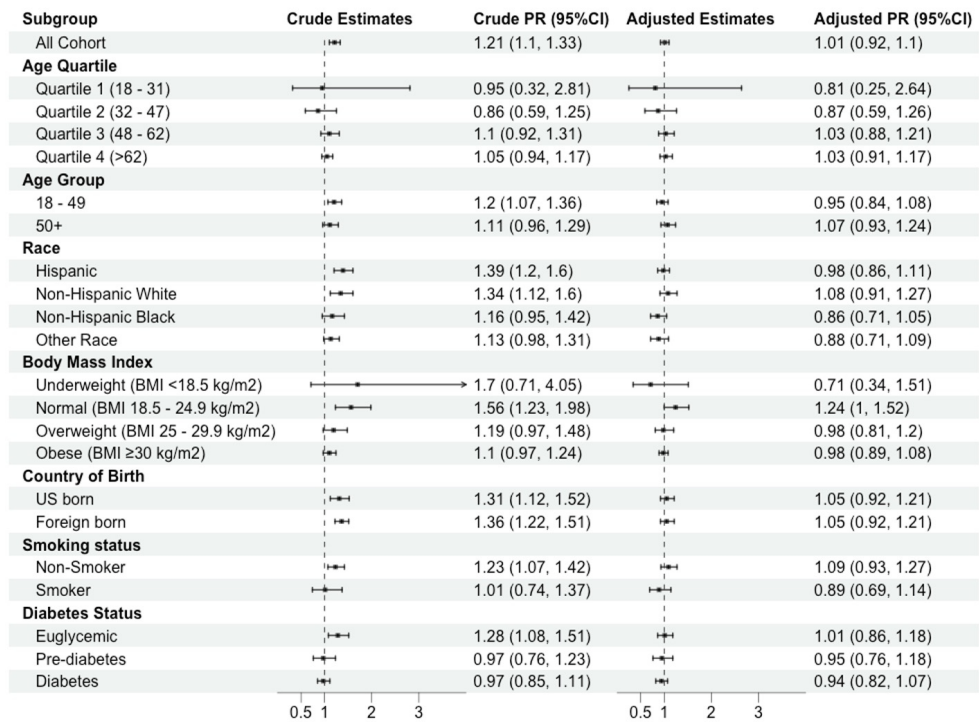 Subgroup Crude Estimates Crude PR (95%CI) Adjusted Estimates Adjusted PR (95%CI)
All Cohort 1.21 (1.1, 1.33) 1.01 (0.92, 1.1)
Age Quartile
Quartile 1 (18 - 31) 0.95 (0.32, 2.81) 0.81 (0.25, 2.64)
Quartile 2 (32 - 47) 0.86 (0.59, 1.25) 0.87 (0.59, 1.26)
Quartile 3 (48 - 62) 1.1 (0.92, 1.31) 1.03 (0.88, 1.21)
Quartile 4 (>62) 1.05 (0.94, 1.17) 1.03 (0.91, 1.17)
Age Group
18 - 49 1.2 (1.07, 1.36) 0.95 (0.84, 1.08)
50+ 1.11 (0.96, 1.29) 1.07 (0.93, 1.24)
Race
Hispanic 1.39 (1.2, 1.6) 0.98 (0.86, 1.11)
Non-Hispanic White 1.34 (1.12, 1.6) 1.08 (0.91, 1.27)
Non-Hispanic Black 1.16 (0.95, 1.42) 0.86 (0.71, 1.05)
Other Race 1.13 (0.98, 1.31) 0.88 (0.71, 1.09)
Body Mass Index
Underweight (BMI <18.5 kg/m2) 1.7 (0.71, 4.05) 0.71 (0.34, 1.51)
Normal (BMI 18.5 - 24.9 kg/m2) 1.56 (1.23, 1.98) 1.24 (1, 1.52)
Overweight (BMI 25 - 29.9 kg/m2) 1.19 (0.97, 1.48) 0.98 (0.81, 1.2)
Obese (BMI ≥30 kg/m2) 1.1 (0.97, 1.24) 0.98 (0.89, 1.08)
Country of Birth
US born 1.31 (1.12, 1.52) 1.05 (0.92, 1.21)
Foreign born 1.36 (1.22, 1.51) 1.05 (0.92, 1.21)
Smoking status
Non-Smoker 1.23 (1.07, 1.42) 1.09 (0.93, 1.27)
Smoker 1.01 (0.74, 1.37) 0.89 (0.69, 1.14)
Diabetes Status
Euglycemic 1.28 (1.08, 1.51) 1.01 (0.86, 1.18)
Pre-diabetes 0.97 (0.76, 1.23) 0.95 (0.76, 1.18)
Diabetes 0.97 (0.85, 1.11) 0.94 (0.82, 1.07)
0.5 1 2 3 0.5 1 2 3